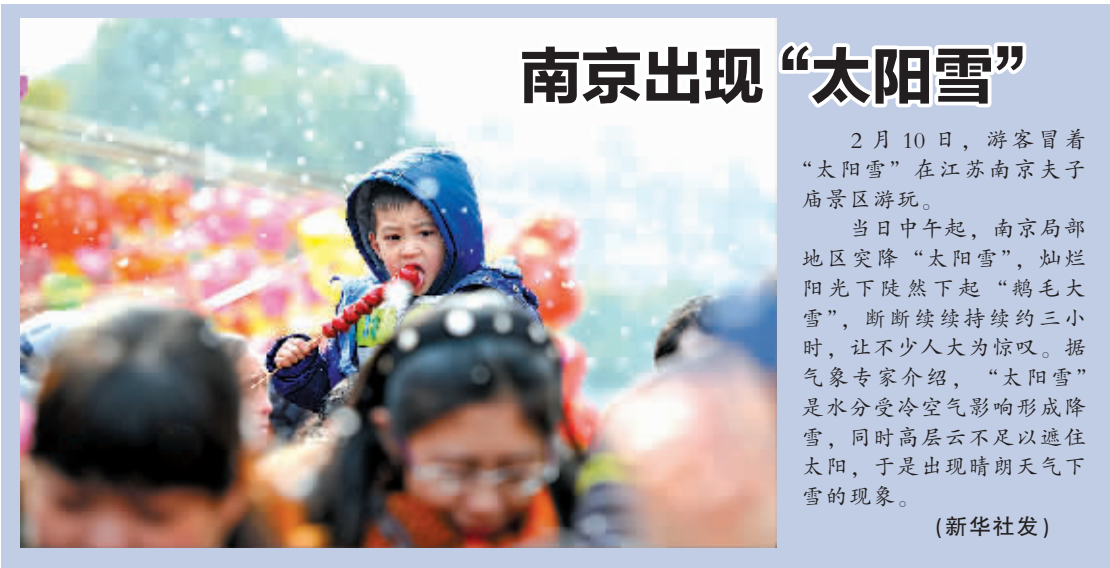 南京出现“太阳雪”
2月10日，游客冒着
“太阳雪”在江苏南京夫子
庙景区游玩。
当日中午起，南京局部
地区突降“太阳雪”，灿烂
阳光下陡然下起“鹅毛大
雪”，断断续续持续约三小
时，让不少人大为惊叹。据
气象专家介绍，“太阳雪”
是水分受冷空气影响形成降
雪，同时高层云不足以遮住
太阳，于是出现晴朗天气下
雪的现象。
(新华社发)